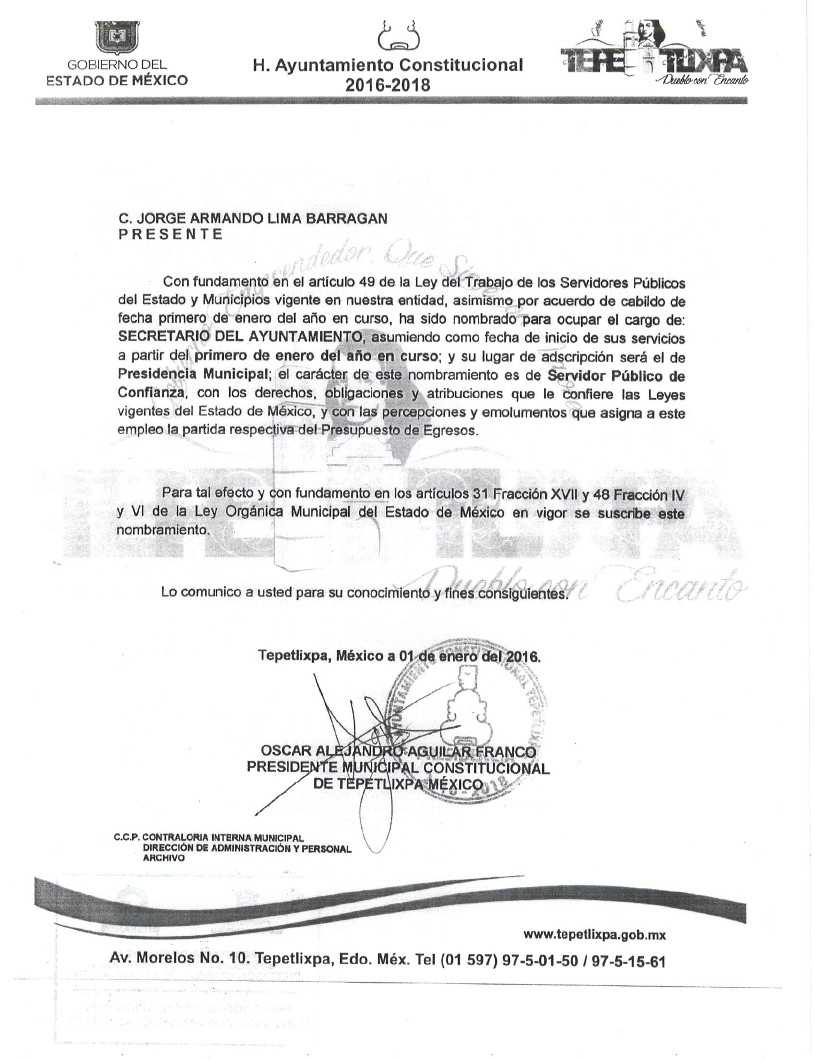 GOBIERNO DEL
ESTADO DE MÉXICO
H. Ayuntamiento Constitucional
2016-2018
TEPETLIXPA
Pueblo con Encanto
C. JORGE ARMANDO LIMA BARRAGAN
P R E S E N T E
Con fundamento en el artículo 49 de la Ley del Trabajo de los Servidores Públicos
del Estado y Municipios vigente en nuestra entidad, asimismo por acuerdo de cabildo de
fecha primero de enero del año en curso, ha sido nombrado para ocupar el cargo de:
SECRETARIO DEL AYUNTAMIENTO, asumiendo como fecha de inicio de sus servicios
a partir del primero de enero del año en curso; y su lugar de adscripción será el de
Presidencia Municipal; el carácter de este nombramiento es de Servidor Público de
Confianza, con los derechos, obligaciones y atribuciones que le confiere las Leyes
vigentes del Estado de México, y con las percepciones y emolumentos que asigna a este
empleo la partida respectiva del Presupuesto de Egresos.
Para tal efecto y con fundamento en los artículos 31 Fracción XVII y 48 Fracción IV
y VI de la Ley Orgánica Municipal del Estado de México en vigor se suscribe este
nombramiento.
Pueblo con Encanto
Lo comunico a usted para su conocimiento y fines consiguientes.
Tepetlixpa, México a 01 de enero del 2016.
OSCAR ALEJANDRO AGUILAR FRANCO
PRESIDENTE MUNICIPAL CONSTITUCIONAL
DE TEPETLIXPA MÉXICO
C.C.P. CONTRALORIA INTERNA MUNICIPAL
DIRECCIÓN DE ADMINISTRACIÓN Y PERSONAL
ARCHIVO
www.tepetlixpa.gob.mx
Av. Morelos No. 10. Tepetlixpa, Edo. Méx. Tel (01 597) 97-5-01-50 / 97-5-15-61